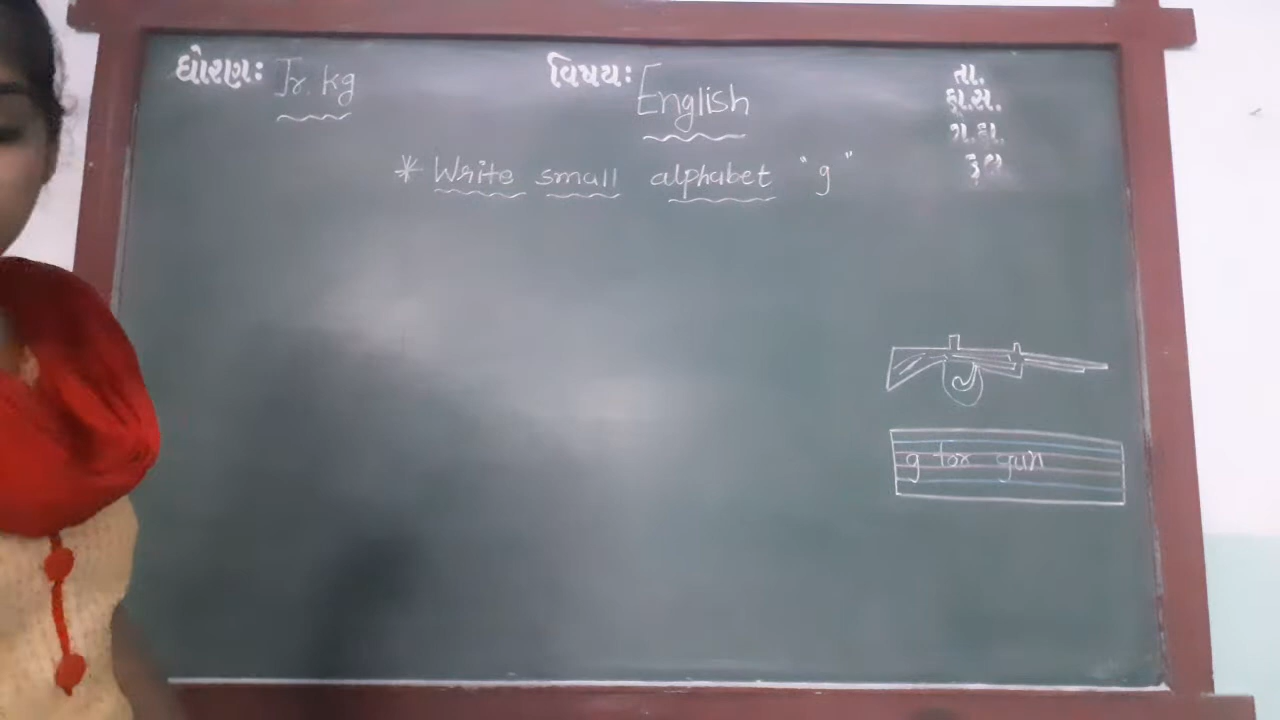 ધોરણ: Jr. kg
વિષય: English
તા.
* Write small alphabet "g"
g for gun